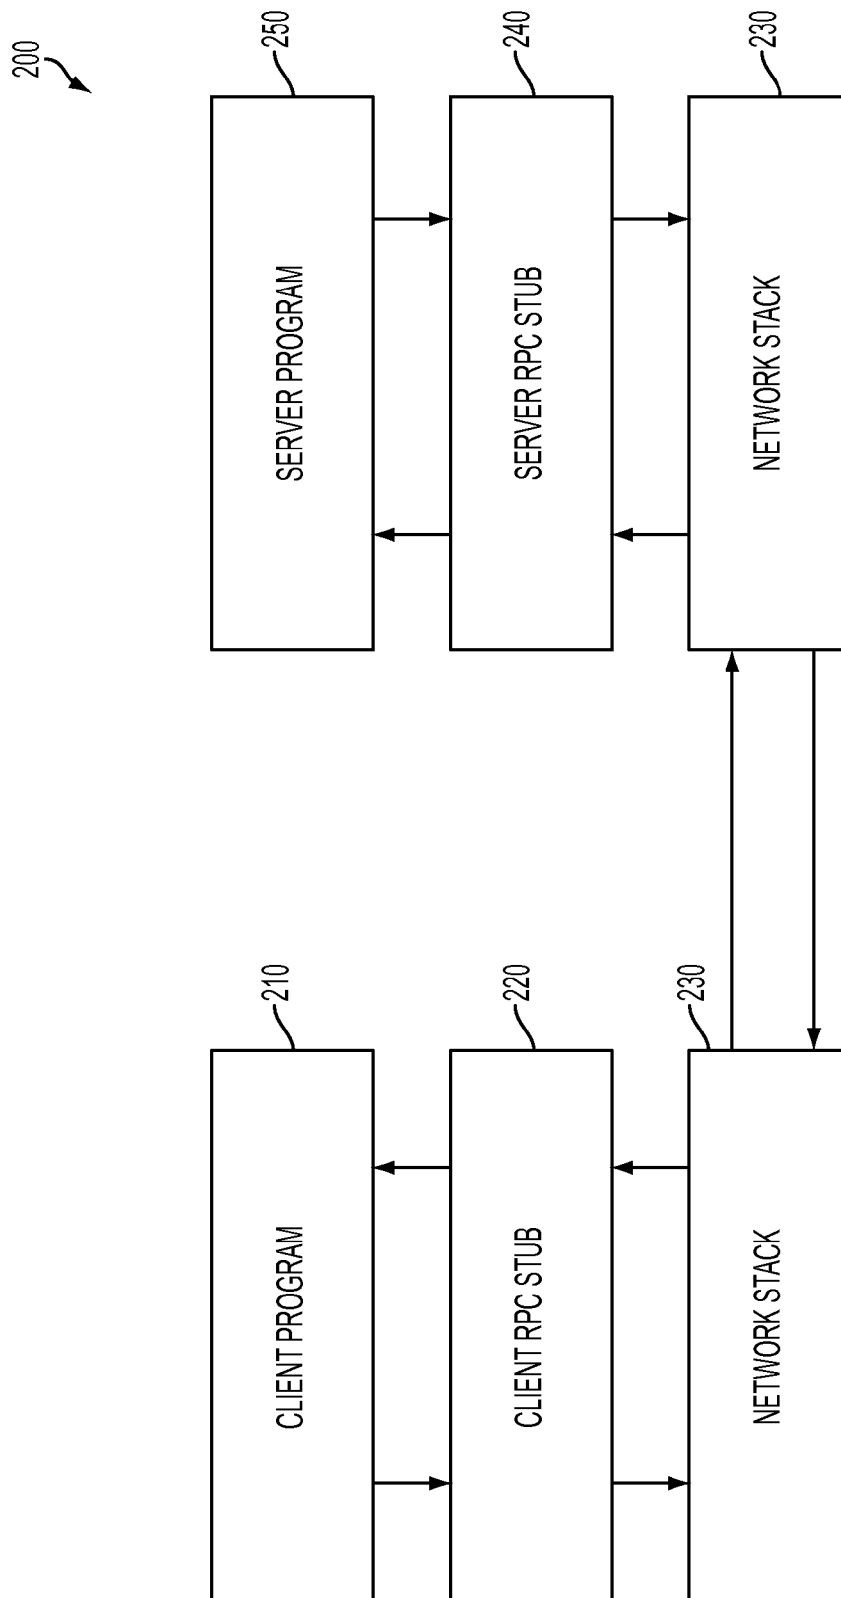 200
210
CLIENT PROGRAM
220
CLIENT RPC STUB
230
NETWORK STACK
250
SERVER PROGRAM
240
SERVER RPC STUB
230
NETWORK STACK